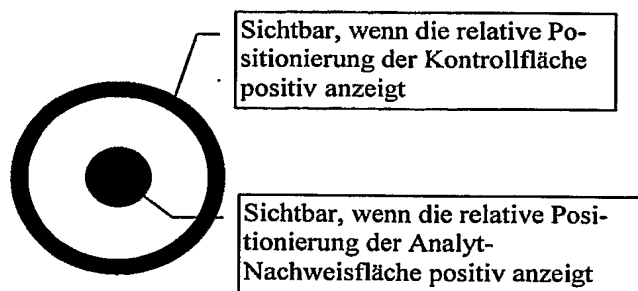 Sichtbar, wenn die relative Po-
sitionierung der Kontrollfläche
positiv anzeigt
Sichtbar, wenn die relative Posi-
tionierung der Analyt-
Nachweisfläche positiv anzeigt